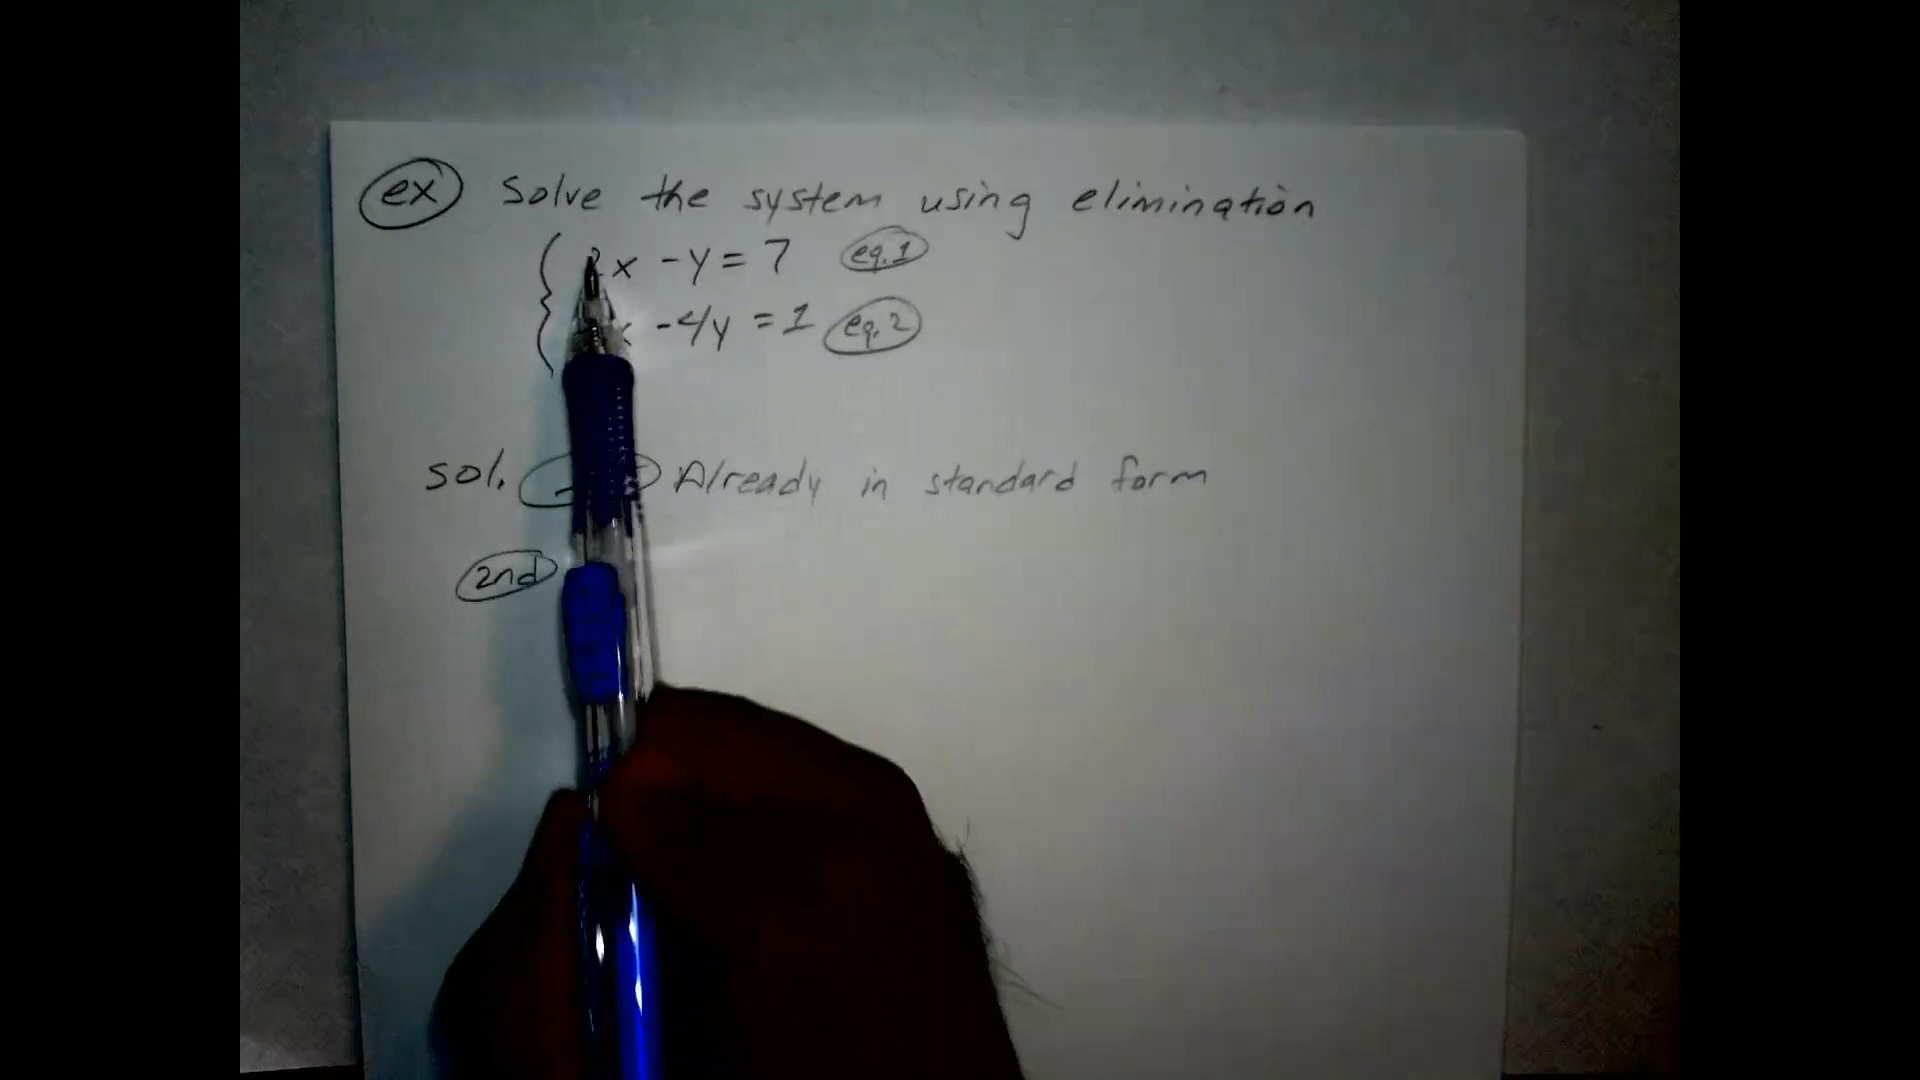 ex Solve the system using elimination
2x - y = 7 eq.1
x - 4y = 1 eq.2
sol. Already in standard form
2nd